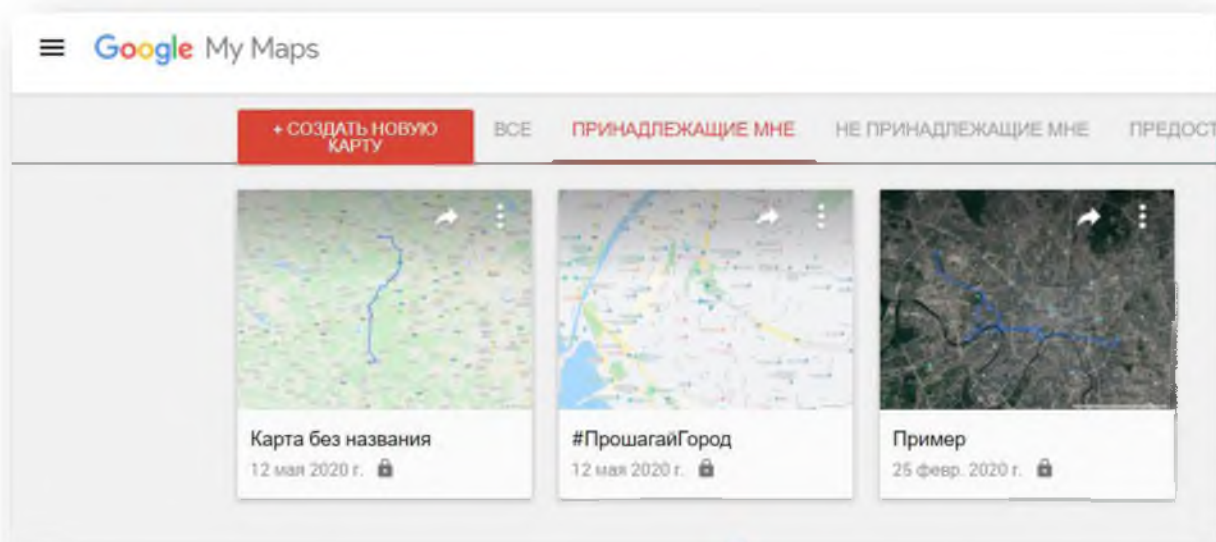 Google My Maps
+ СОЗДАТЬ НОВУЮ
КАРТУ
ВСЕ
ПРИНАДЛЕЖАЩИЕ МНЕ
НЕ ПРИНАДЛЕЖАЩИЕ МНЕ
ПРЕДОСТ
Карта без названия
12 мая 2020 г.
#ПрошагайГород
12 мая 2020 г.
Пример
25 февр. 2020 г.